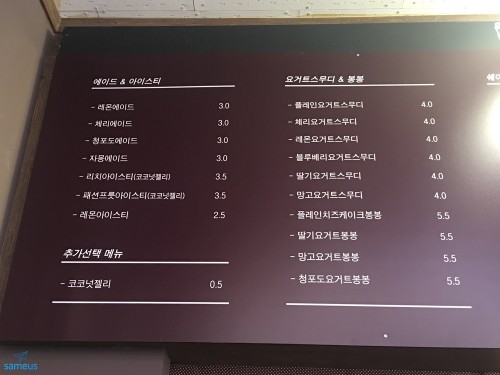 에이드 & 아이스티
- 레몬에이드 3.0
- 체리에이드 3.0
- 청포도에이드 3.0
- 자몽에이드 3.0
- 리치아이스티(코코넛젤리) 3.5
- 패션프룻아이스티(코코넛젤리) 3.5
- 레몬아이스티 2.5
추가선택 메뉴
- 코코넛젤리 0.5
요거트스무디 & 봉봉
- 플레인요거트스무디 4.0
- 체리요거트스무디 4.0
- 레몬요거트스무디 4.0
- 블루베리요거트스무디 4.0
- 딸기요거트스무디 4.0
- 망고요거트스무디 4.0
- 플레인치즈케이크봉봉 5.5
- 딸기요거트봉봉 5.5
- 망고요거트봉봉 5.5
- 청포도요거트봉봉 5.5
sameus